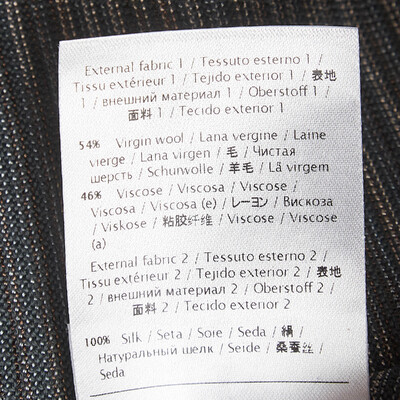 External fabric 1 / Tessuto esterno 1 /
Tissu extérieur 1 / Tejido exterior 1 / 表地
1 / внешний материал 1 / Oberstoff 1 /
面料 1 / Tecido exterior 1
54% Virgin wool / Lana vergine / Laine
vierge / Lana virgen / 毛 / Чистая
шерсть / Schurwolle / 羊毛 / Lã virgem
46% Viscose / Viscosa / Viscose /
Viscosa / Viscosa (e) / レーヨン / Вискоза
/ Viskose / 粘胶纤维 / Viscose / Viscose
(a)
External fabric 2 / Tessuto esterno 2 /
Tissu extérieur 2 / Tejido exterior 2 / 表地
2 / внешний материал 2 / Oberstoff 2 /
面料 2 / Tecido exterior 2
100% Silk / Seta / Soie / Seda / 絹 /
Натуральный шелк / Seide / 桑蚕丝 /
Seda